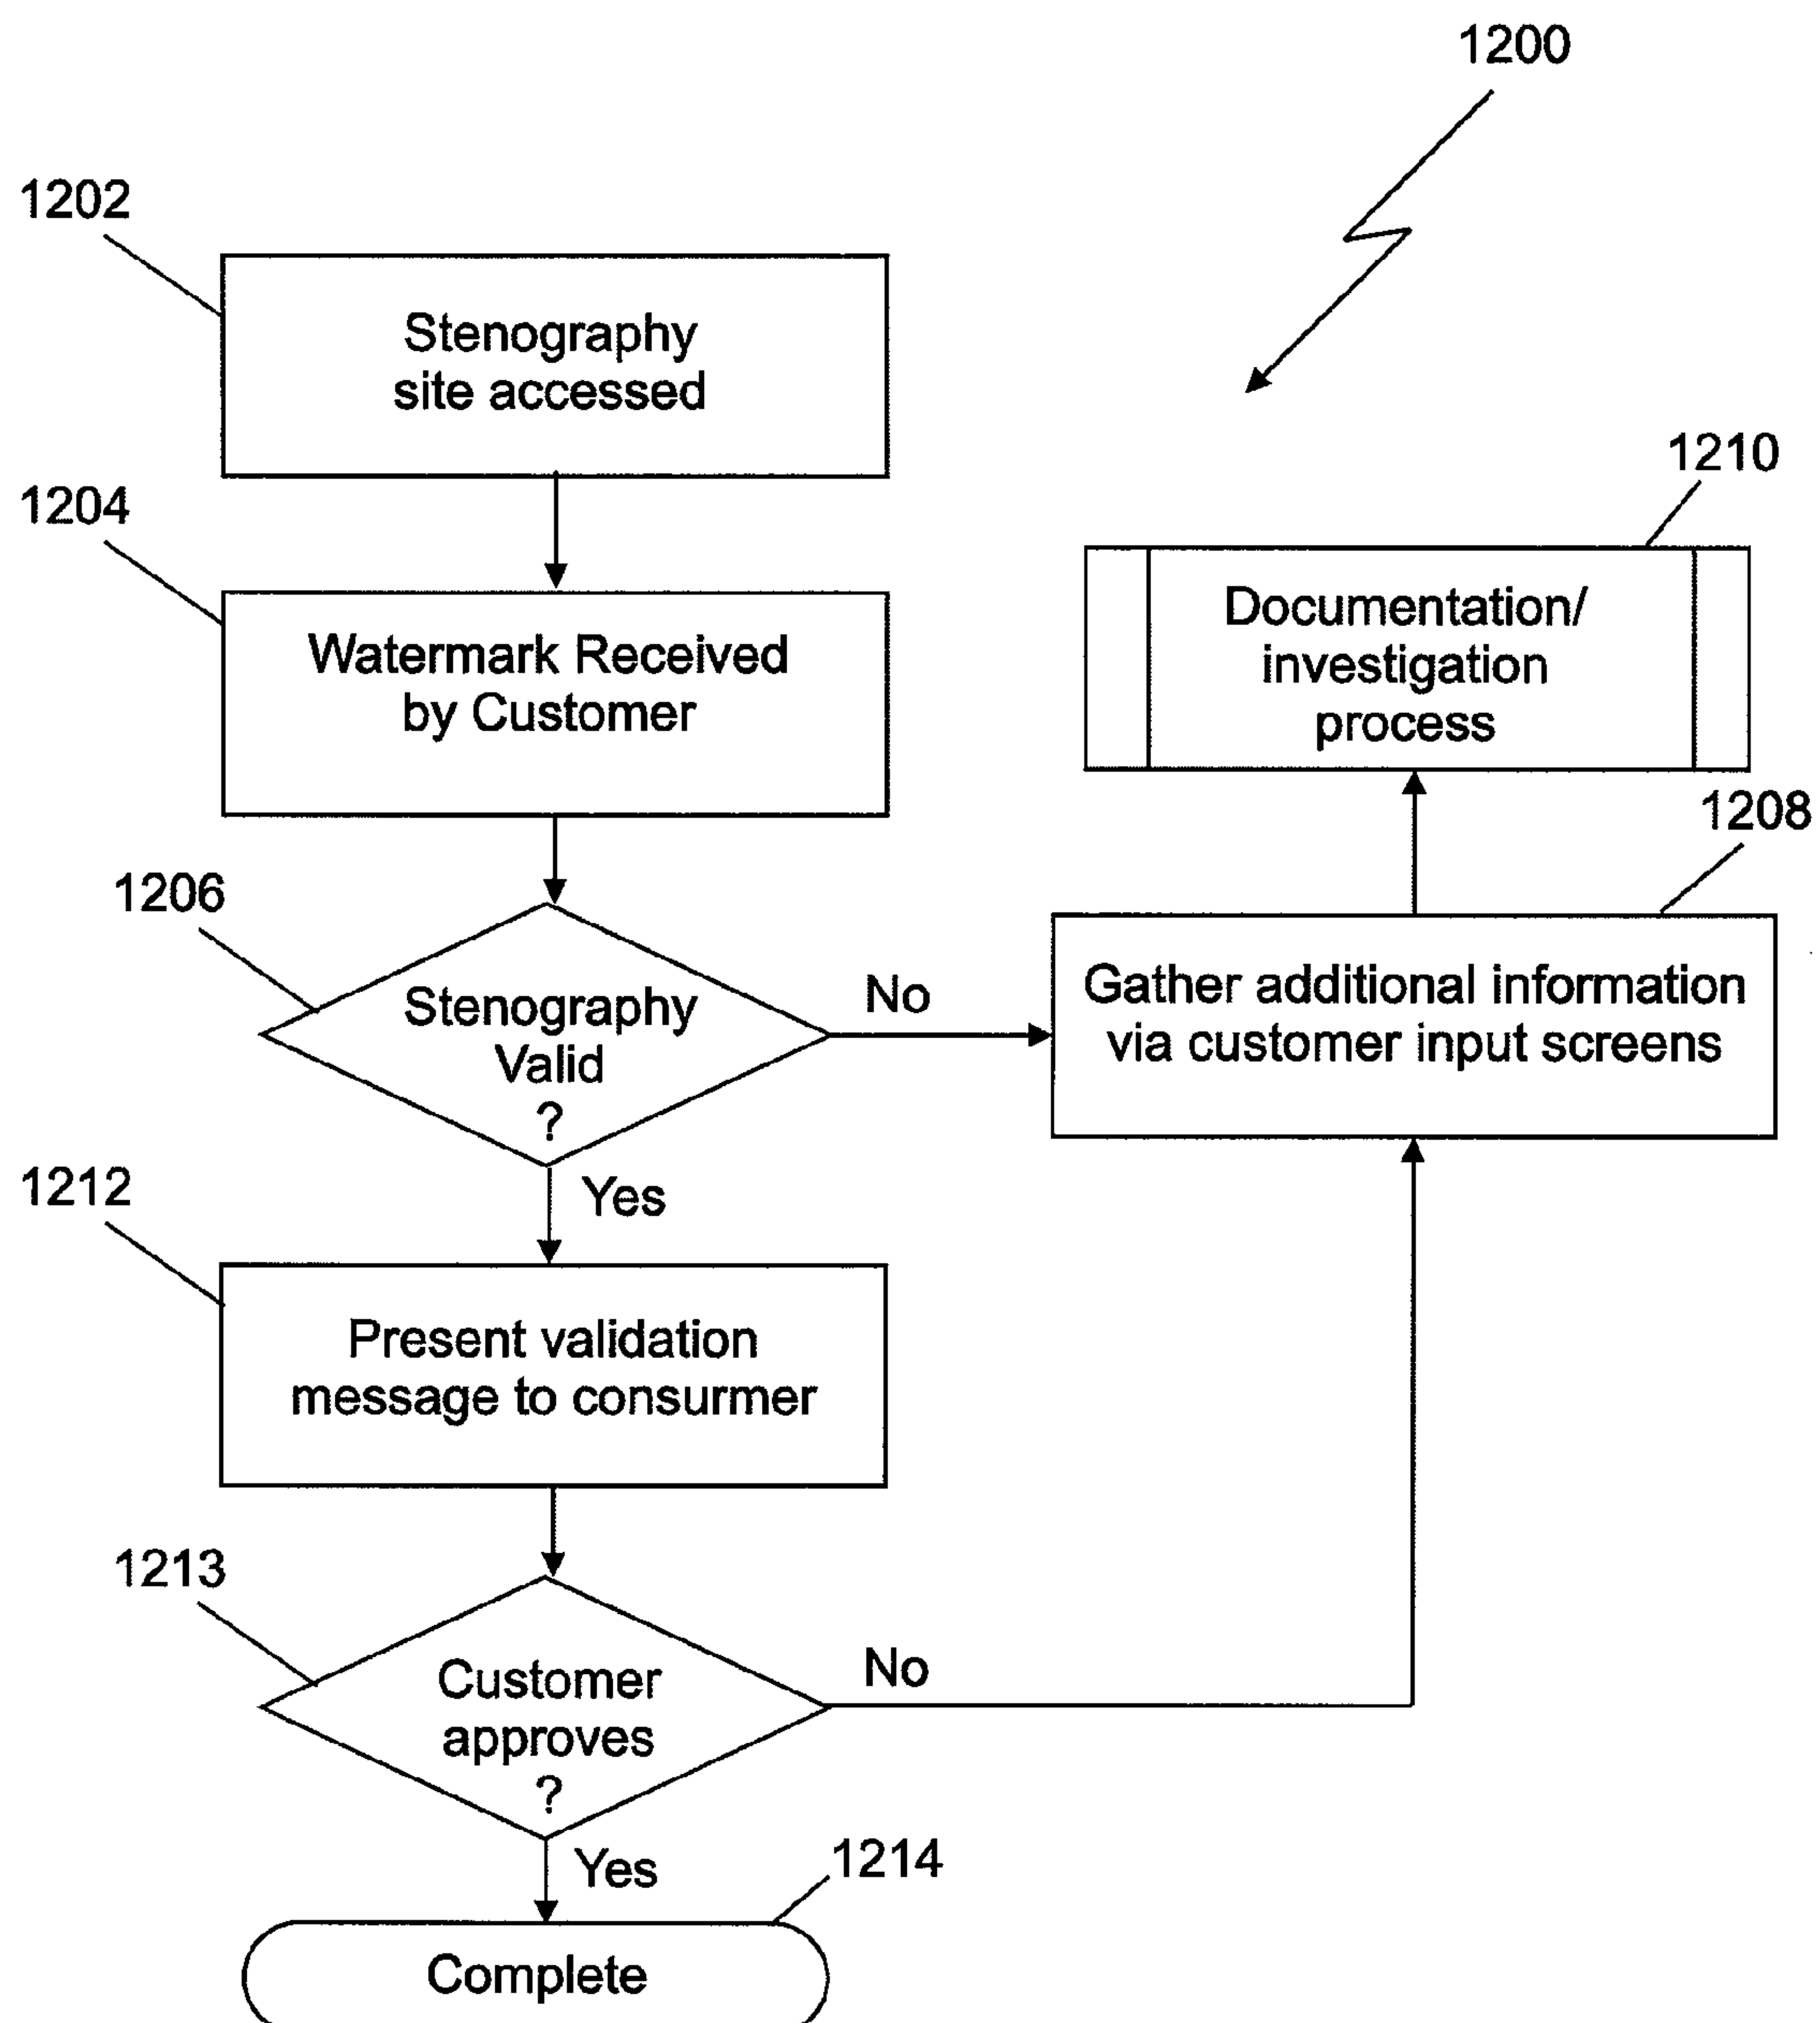 1200
1202
Stenography
site accessed
1204
Watermark Received
by Customer
1210
Documentation/
investigation
process
1208
Gather additional information
via customer input screens
1206
Stenography
Valid
?
No
Yes
1212
Present validation
message to consurmer
1213
Customer
approves
?
No
Yes
1214
Complete